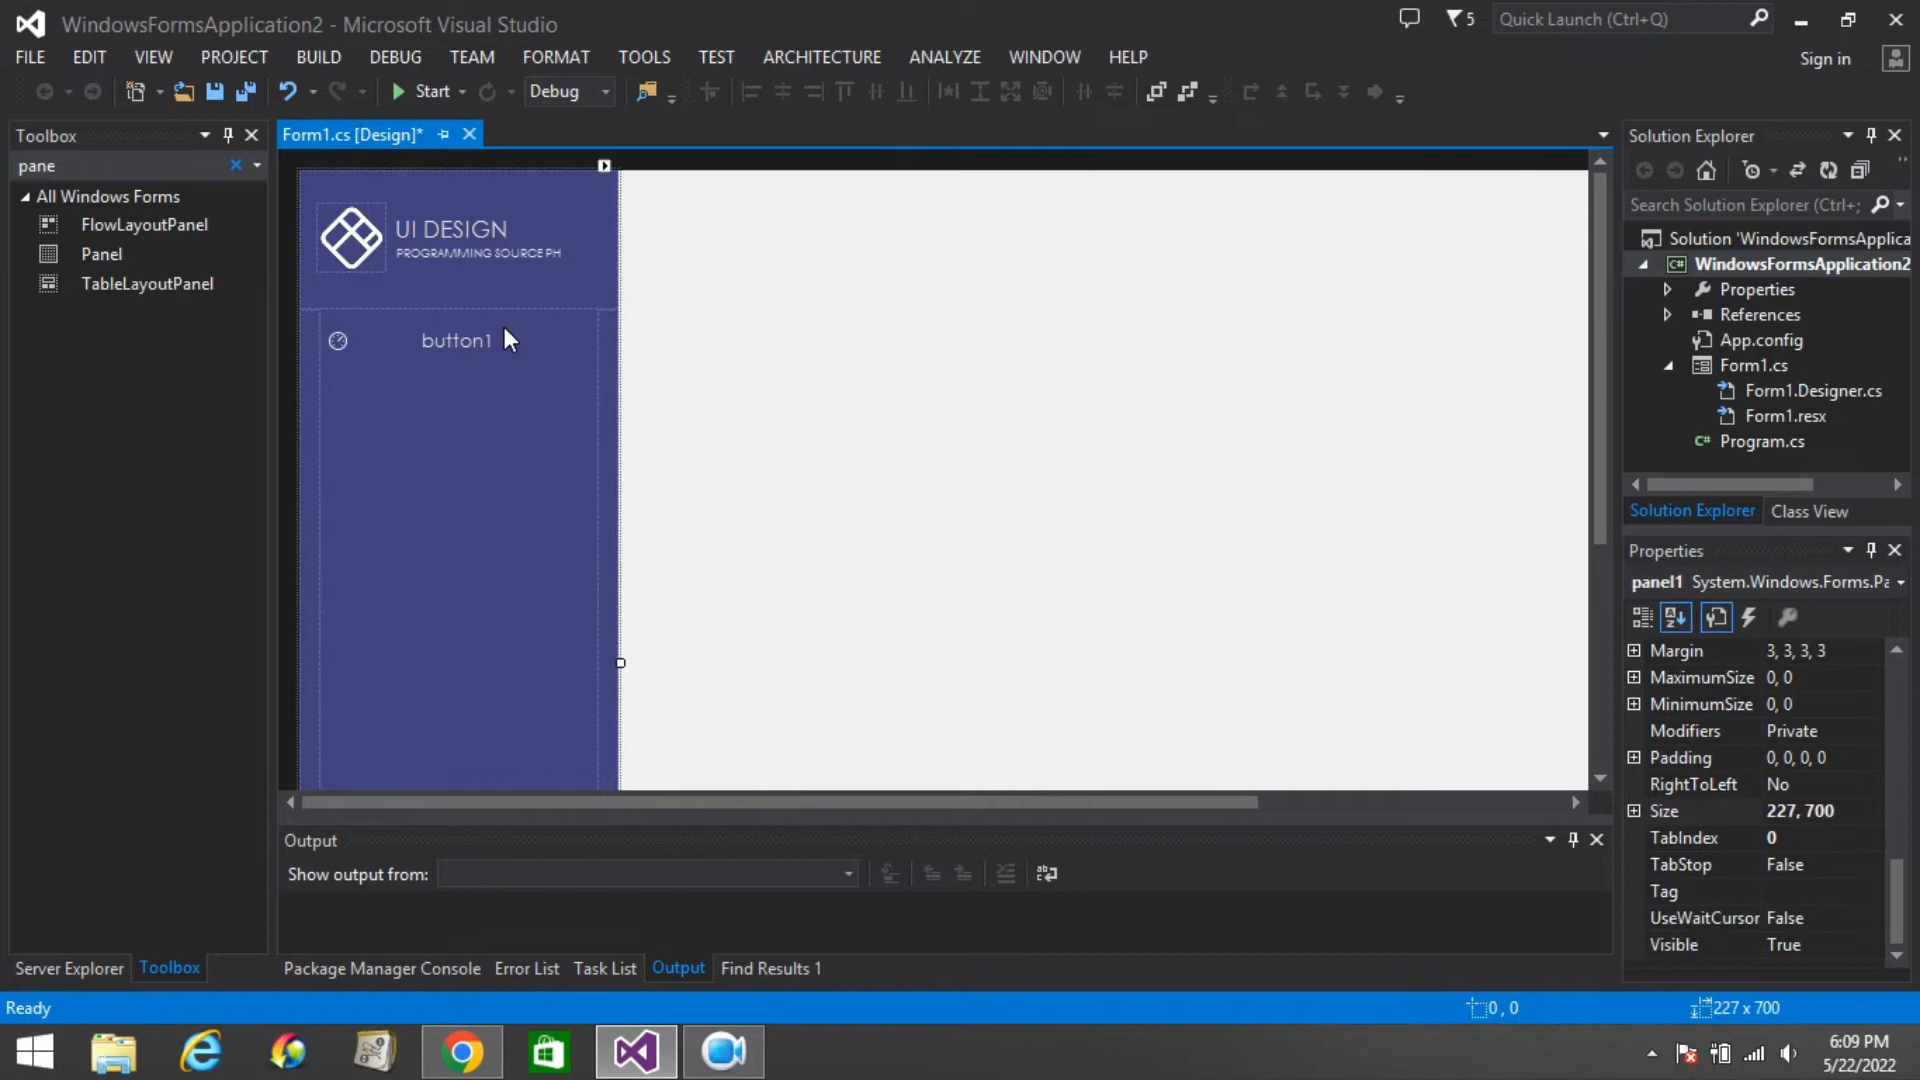 WindowsFormsApplication2 - Microsoft Visual Studio
5
Quick Launch (Ctrl+Q)
FILE EDIT VIEW PROJECT BUILD DEBUG TEAM FORMAT TOOLS TEST ARCHITECTURE ANALYZE WINDOW HELP
Sign in
Start
Debug
Toolbox
pane
All Windows Forms
FlowLayoutPanel
Panel
TableLayoutPanel
Form1.cs [Design]*
UI DESIGN
PROGRAMMING SOURCE PH
button1
Solution Explorer
Search Solution Explorer (Ctrl+;
Solution 'WindowsFormsApplica
WindowsFormsApplication2
Properties
References
App.config
Form1.cs
Form1.Designer.cs
Form1.resx
Program.cs
Solution Explorer Class View
Properties
panel1 System.Windows.Forms.Pa
Margin 3, 3, 3, 3
MaximumSize 0, 0
MinimumSize 0, 0
Modifiers Private
Padding 0, 0, 0, 0
RightToLeft No
Size 227, 700
TabIndex 0
TabStop False
Tag
UseWaitCursor False
Visible True
Output
Show output from:
Server Explorer Toolbox
Package Manager Console Error List Task List Output Find Results 1
Ready
0 , 0
227 x 700
6:09 PM
5/22/2022